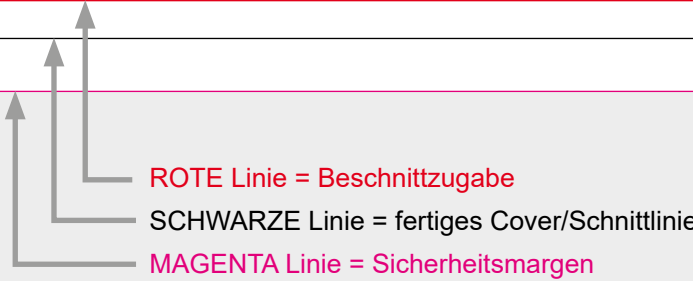 ROTE Linie = Beschnittzugabe
SCHWARZE Linie = fertiges Cover/Schnittlinie
MAGENTA Linie = Sicherheitsmargen